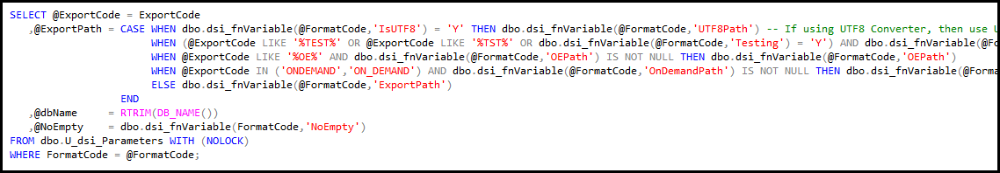 SELECT @ExportCode = ExportCode
,@ExportPath = CASE WHEN dbo.dsi_fnVariable(@FormatCode,'IsUTF8') = 'Y' THEN dbo.dsi_fnVariable(@FormatCode,'UTF8Path') -- If using UTF8 Converter, then use U
WHEN (@ExportCode LIKE '%TEST%' OR @ExportCode LIKE '%TST%' OR dbo.dsi_fnVariable(@FormatCode,'Testing') = 'Y') AND dbo.dsi_fnVariable(@Fo
WHEN @ExportCode LIKE '%OE%' AND dbo.dsi_fnVariable(@FormatCode,'OEPath') IS NOT NULL THEN dbo.dsi_fnVariable(@FormatCode,'OEPath')
WHEN @ExportCode IN ('ONDEMAND','ON_DEMAND') AND dbo.dsi_fnVariable(@FormatCode,'OnDemandPath') IS NOT NULL THEN dbo.dsi_fnVariable(@Forma
ELSE dbo.dsi_fnVariable(@FormatCode,'ExportPath')
END
,@dbName = RTRIM(DB_NAME())
,@NoEmpty = dbo.dsi_fnVariable(FormatCode,'NoEmpty')
FROM dbo.U_dsi_Parameters WITH (NOLOCK)
WHERE FormatCode = @FormatCode;